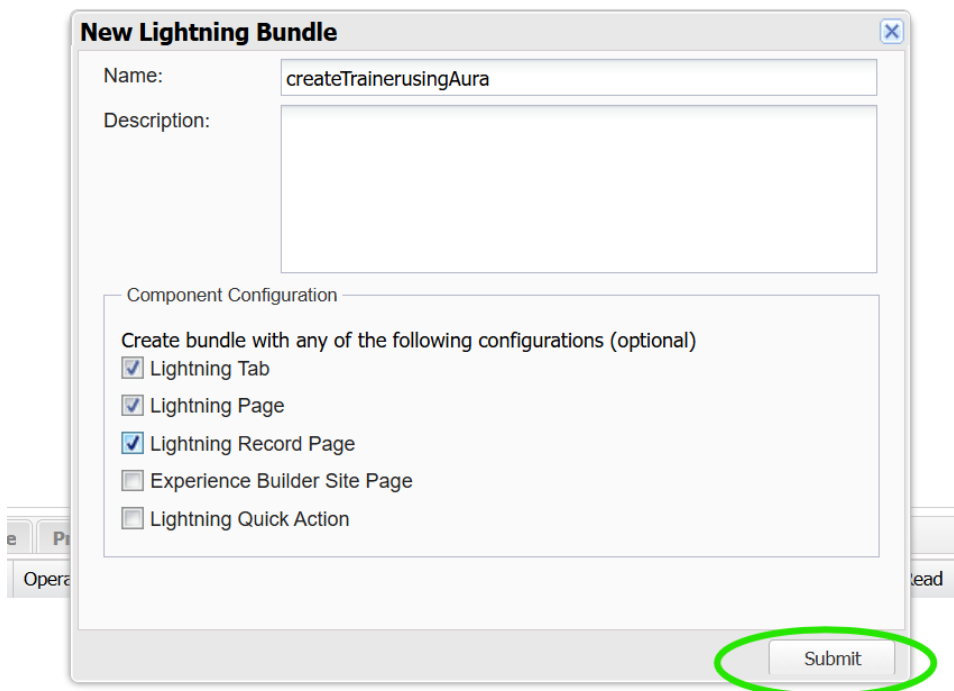 New Lightning Bundle
Name:
createTrainerusingAura
Description:
Component Configuration
Create bundle with any of the following configurations (optional)
Lightning Tab
Lightning Page
Lightning Record Page
Experience Builder Site Page
Lightning Quick Action
Submit